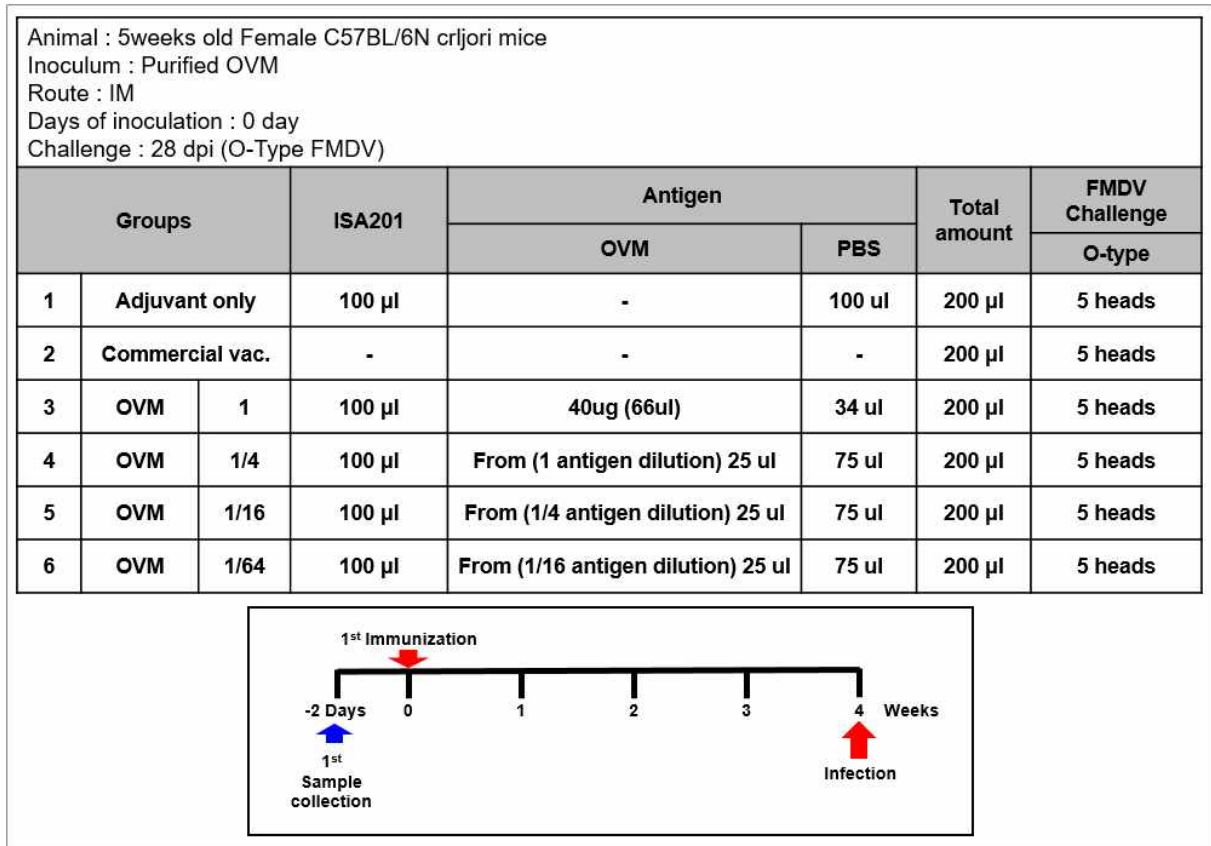 Animal : 5weeks old Female C57BL/6N crljori mice
Inoculum : Purified OVM
Route : IM
Days of inoculation : 0 day
Challenge : 28 dpi (O-Type FMDV)
Groups ISA201 Antigen Total amount FMDV Challenge
OVM PBS O-type
1 Adjuvant only 100 µl - 100 ul 200 µl 5 heads
2 Commercial vac. - - - 200 µl 5 heads
3 OVM 1 100 µl 40ug (66ul) 34 ul 200 µl 5 heads
4 OVM 1/4 100 µl From (1 antigen dilution) 25 ul 75 ul 200 µl 5 heads
5 OVM 1/16 100 µl From (1/4 antigen dilution) 25 ul 75 ul 200 µl 5 heads
6 OVM 1/64 100 µl From (1/16 antigen dilution) 25 ul 75 ul 200 µl 5 heads
1st Immunization
-2 Days 0 1 2 3 4 Weeks
1st
Sample
collection
Infection